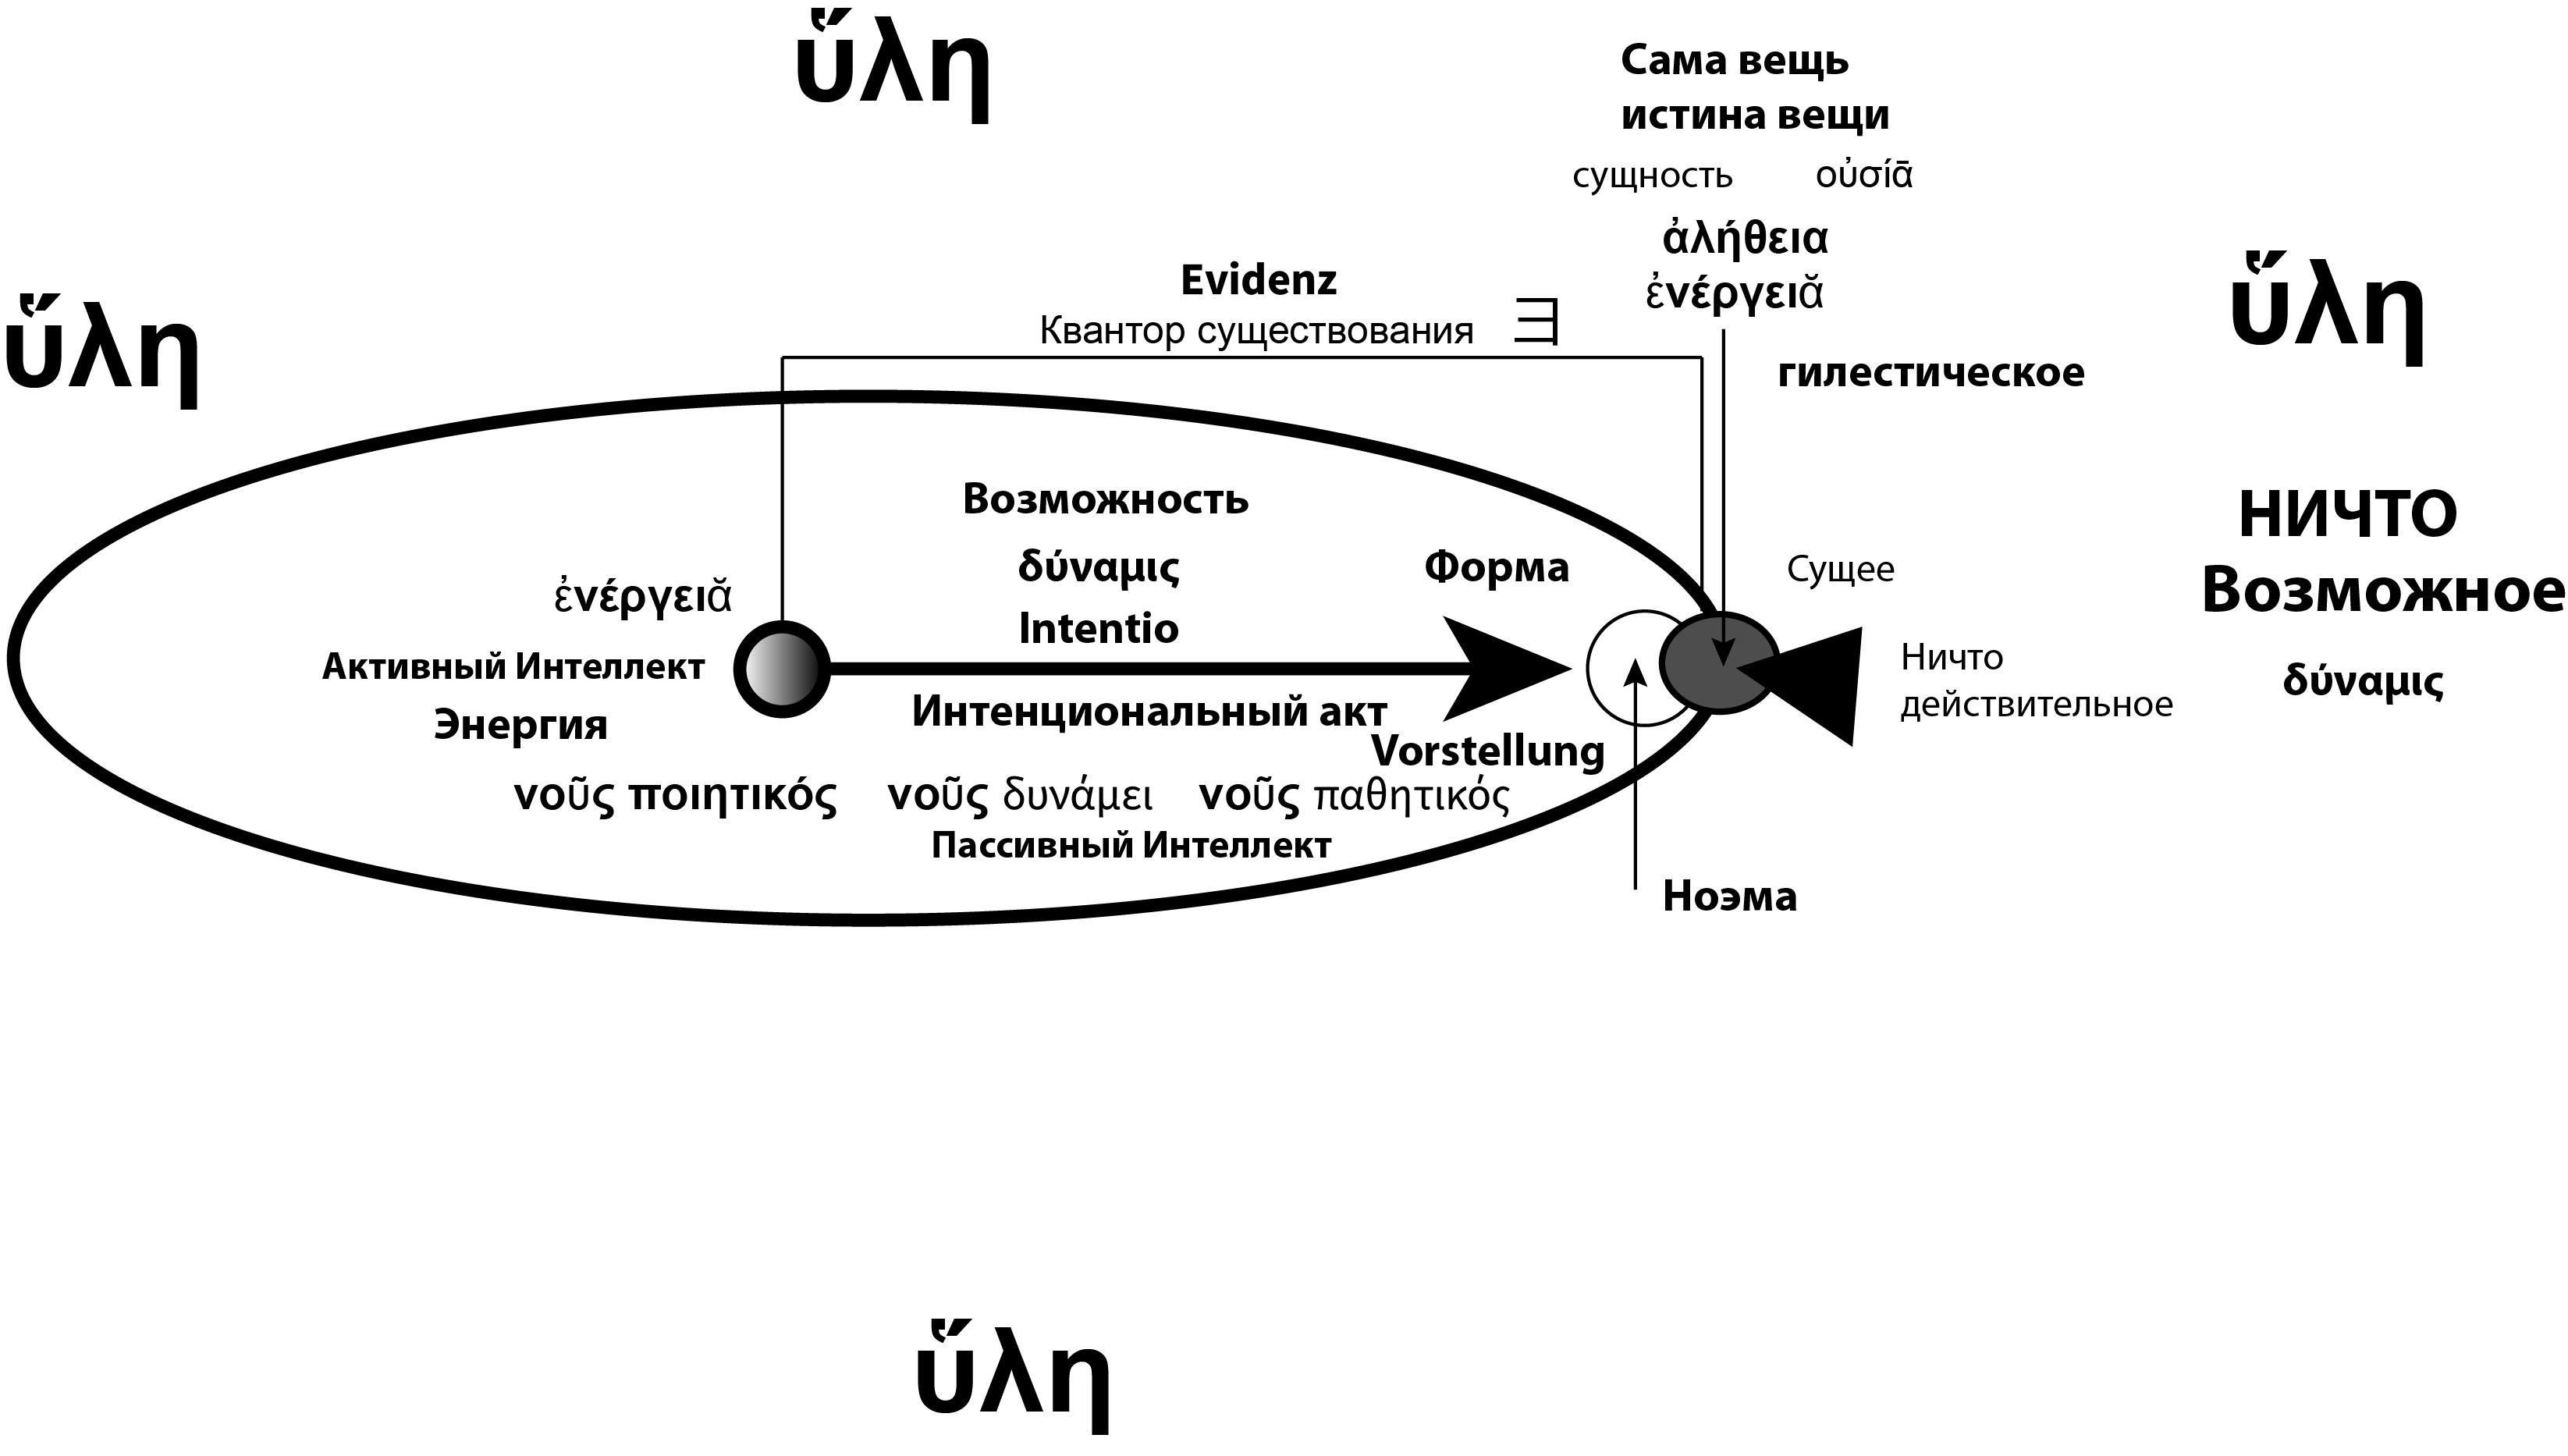 ὕλη
Сама вещь
истина вещи
сущность οὐσίᾱ
ἀλήθεια
ἐνέργειᾰ
Evidenz
Квантор существования ∃
ὕλη
ὕλη
гилестическое
Возможность
δύναμις
Intentio
Форма
Сущее
НИЧТО
Возможное
δύναμις
ἐνέργειᾰ
Активный Интеллект
Энергия
Интенциональный акт
Vorstellung
Ничто
действительное
νοῦς ποιητικός νοῦς δυνάμει νοῦς παθητικός
Пассивный Интеллект
Ноэма
ὕλη